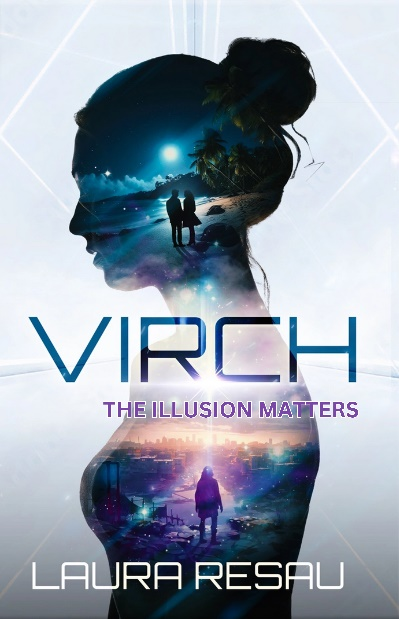 VIRCH
THE ILLUSION MATTERS
LAURA RESAU